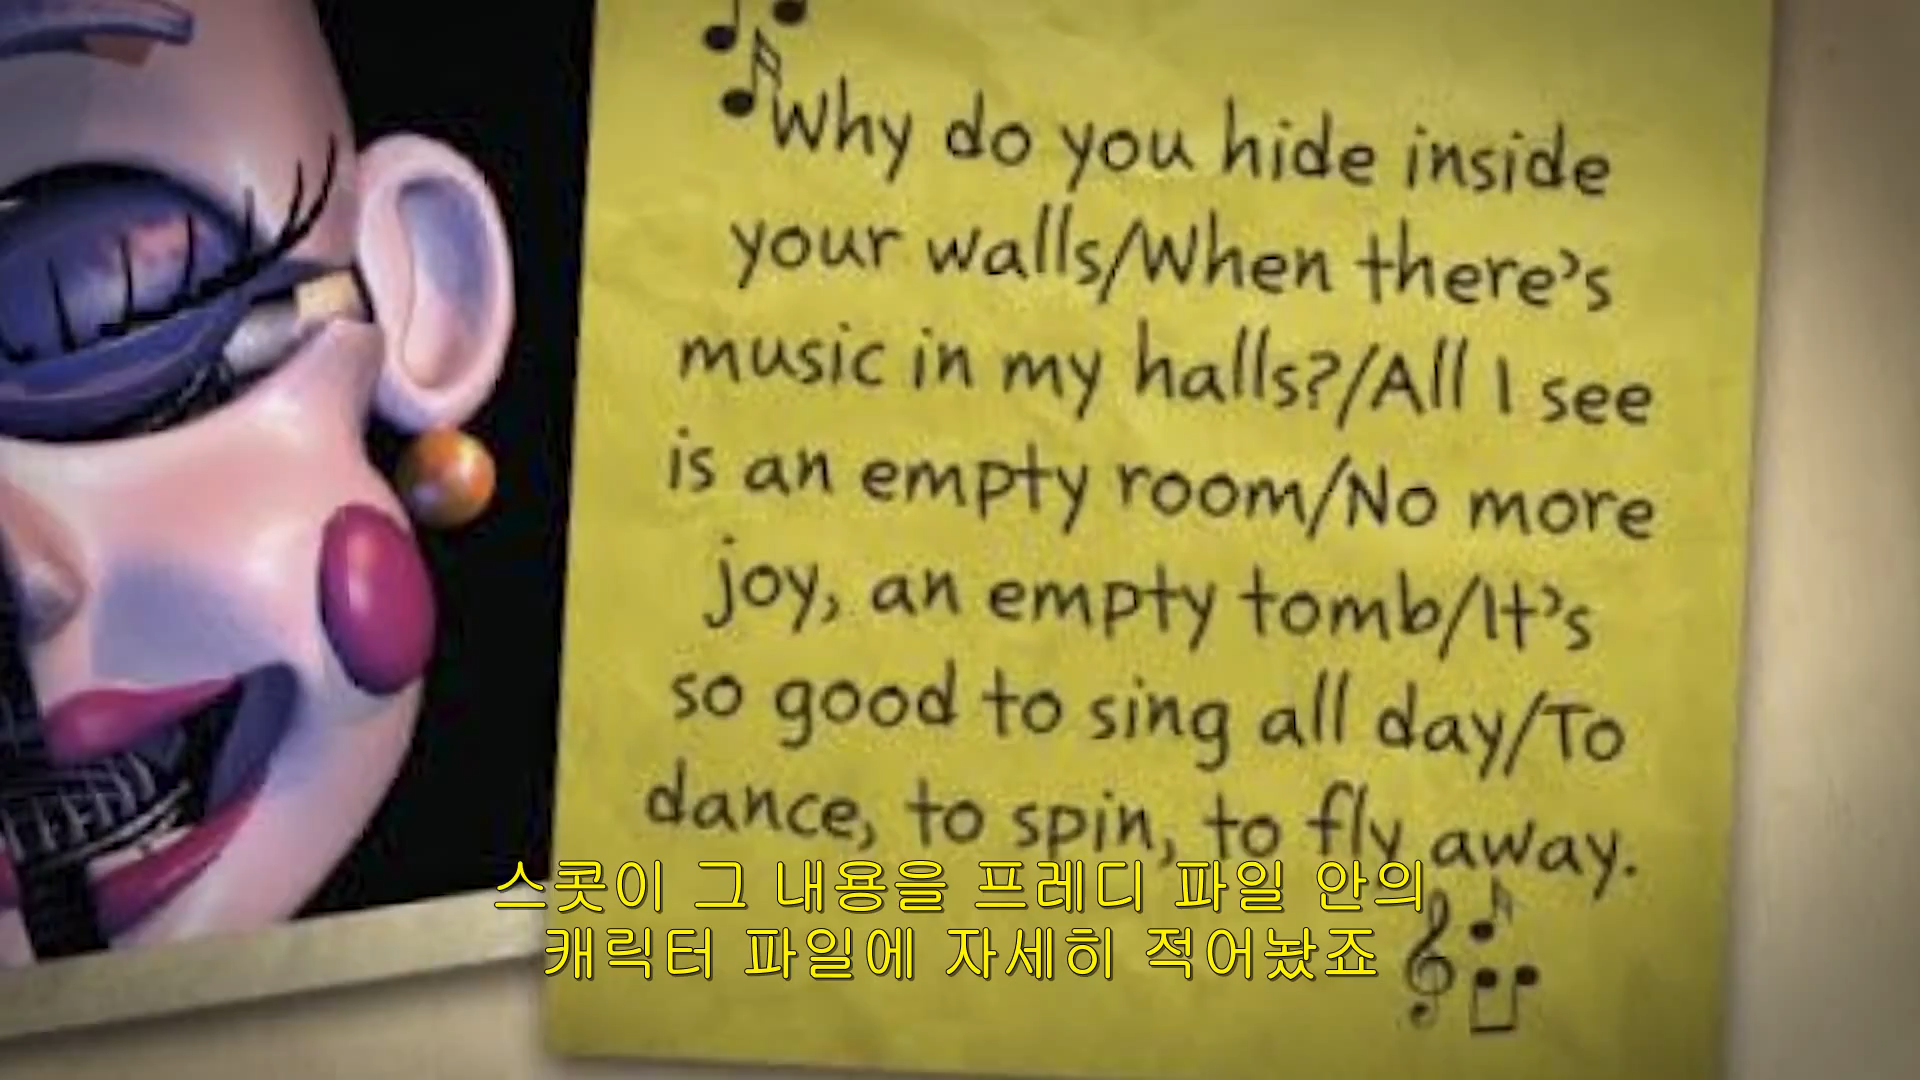 Why do you hide inside
your walls/When there's
music in my halls?/All I see
is an empty room/No more
joy, an empty tomb/It's
so good to sing all day/To
dance, to spin, to fly away.
스콧이 그 내용을 프레디 파일 안의
캐릭터 파일에 자세히 적어놨죠